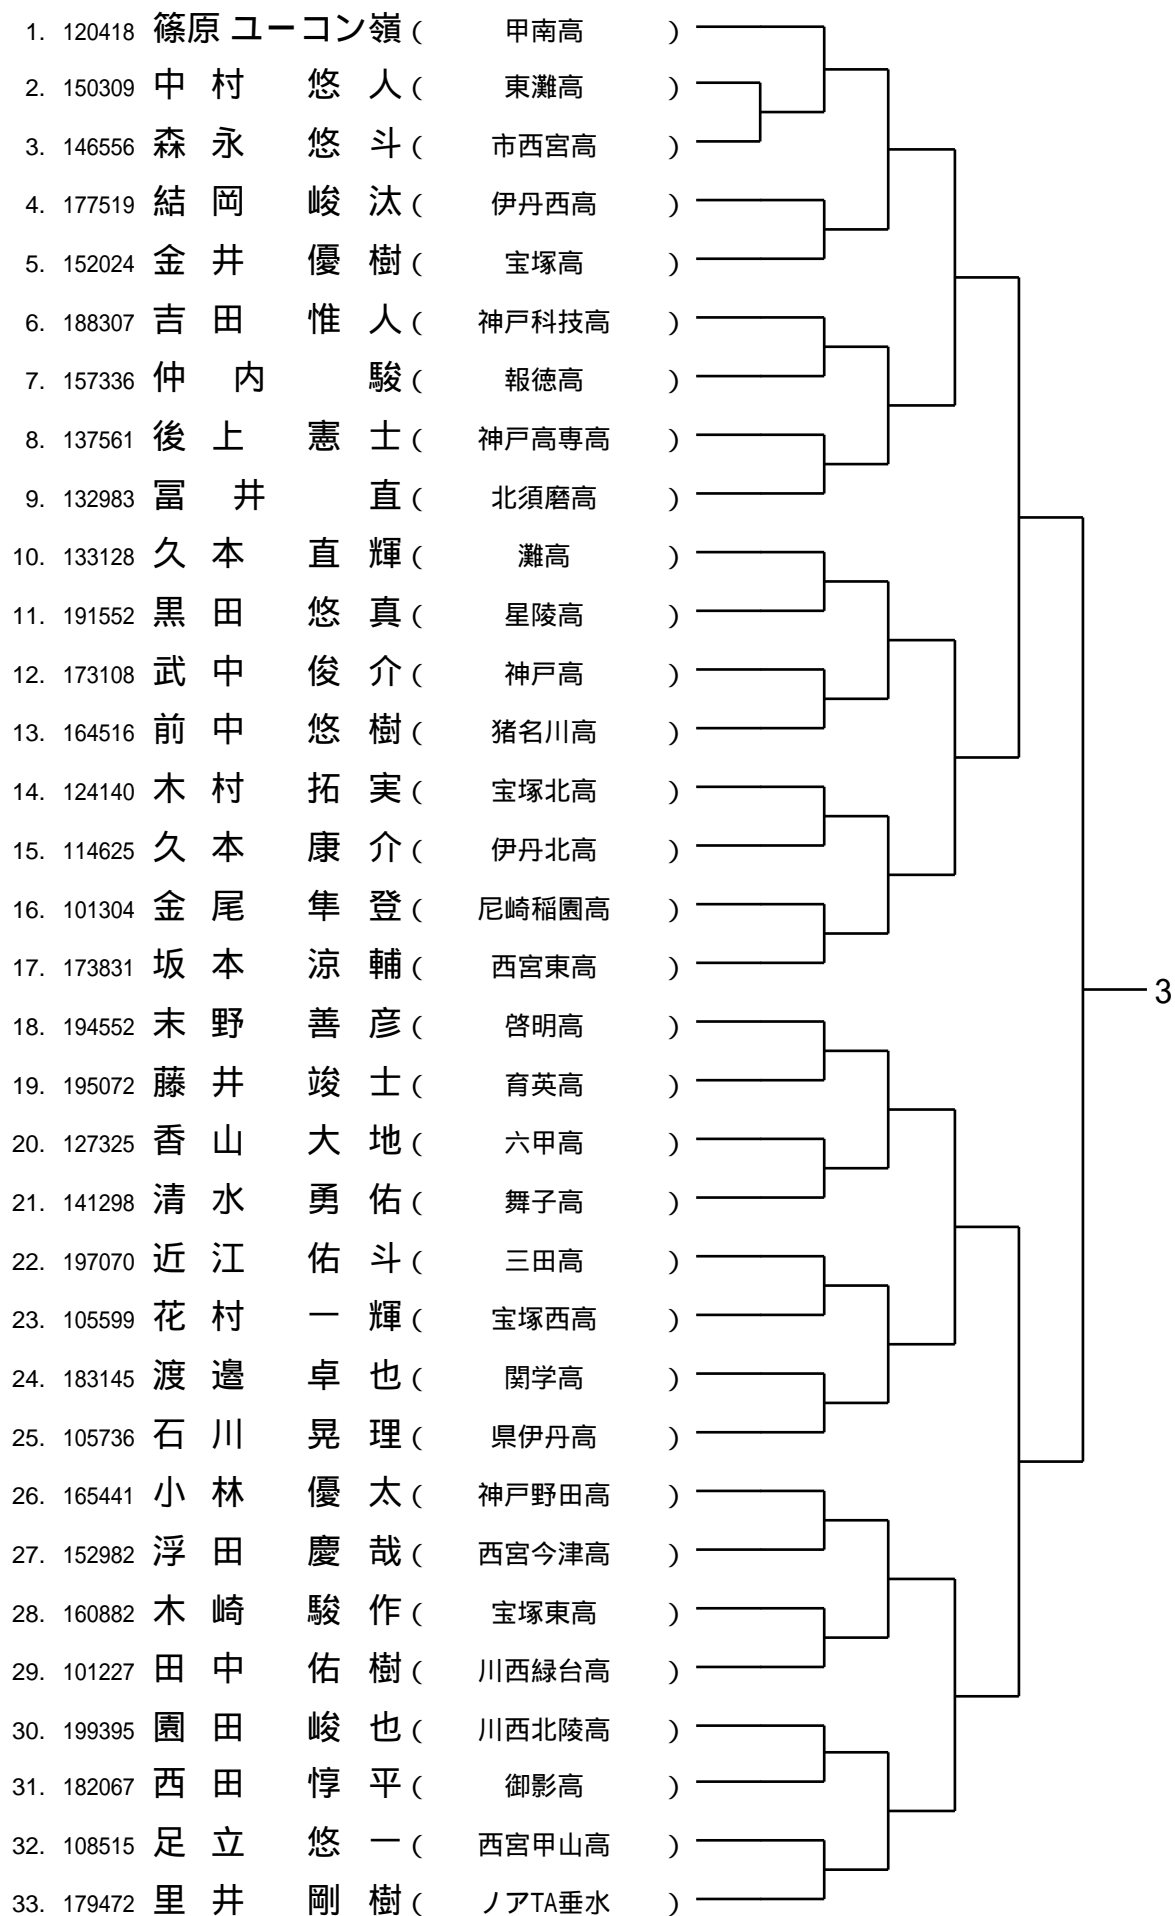 1. 120418 篠原 ユーコン嶺 ( 甲南高 )
2. 150309 中村 悠人 ( 東灘高 )
3. 146556 森永 悠斗 ( 市西宮高 )
4. 177519 結岡 峻汰 ( 伊丹西高 )
5. 152024 金井 優樹 ( 宝塚高 )
6. 188307 吉田 惟人 ( 神戸科技高 )
7. 157336 仲内 駿 ( 報徳高 )
8. 137561 後上 憲士 ( 神戸高専高 )
9. 132983 冨井 直 ( 北須磨高 )
10. 133128 久本 直輝 ( 灘高 )
11. 191552 黒田 悠真 ( 星陵高 )
12. 173108 武中 俊介 ( 神戸高 )
13. 164516 前中 悠樹 ( 猪名川高 )
14. 124140 木村 拓実 ( 宝塚北高 )
15. 114625 久本 康介 ( 伊丹北高 )
16. 101304 金尾 隼登 ( 尼崎稲園高 )
17. 173831 坂本 涼輔 ( 西宮東高 )
3
18. 194552 末野 善彦 ( 啓明高 )
19. 195072 藤井 竣士 ( 育英高 )
20. 127325 香山 大地 ( 六甲高 )
21. 141298 清水 勇佑 ( 舞子高 )
22. 197070 近江 佑斗 ( 三田高 )
23. 105599 花村 一輝 ( 宝塚西高 )
24. 183145 渡邉 卓也 ( 関学高 )
25. 105736 石川 晃理 ( 県伊丹高 )
26. 165441 小林 優太 ( 神戸野田高 )
27. 152982 浮田 慶哉 ( 西宮今津高 )
28. 160882 木崎 駿作 ( 宝塚東高 )
29. 101227 田中 佑樹 ( 川西緑台高 )
30. 199395 園田 峻也 ( 川西北陵高 )
31. 182067 西田 惇平 ( 御影高 )
32. 108515 足立 悠一 ( 西宮甲山高 )
33. 179472 里井 剛樹 ( ノアTA垂水 )